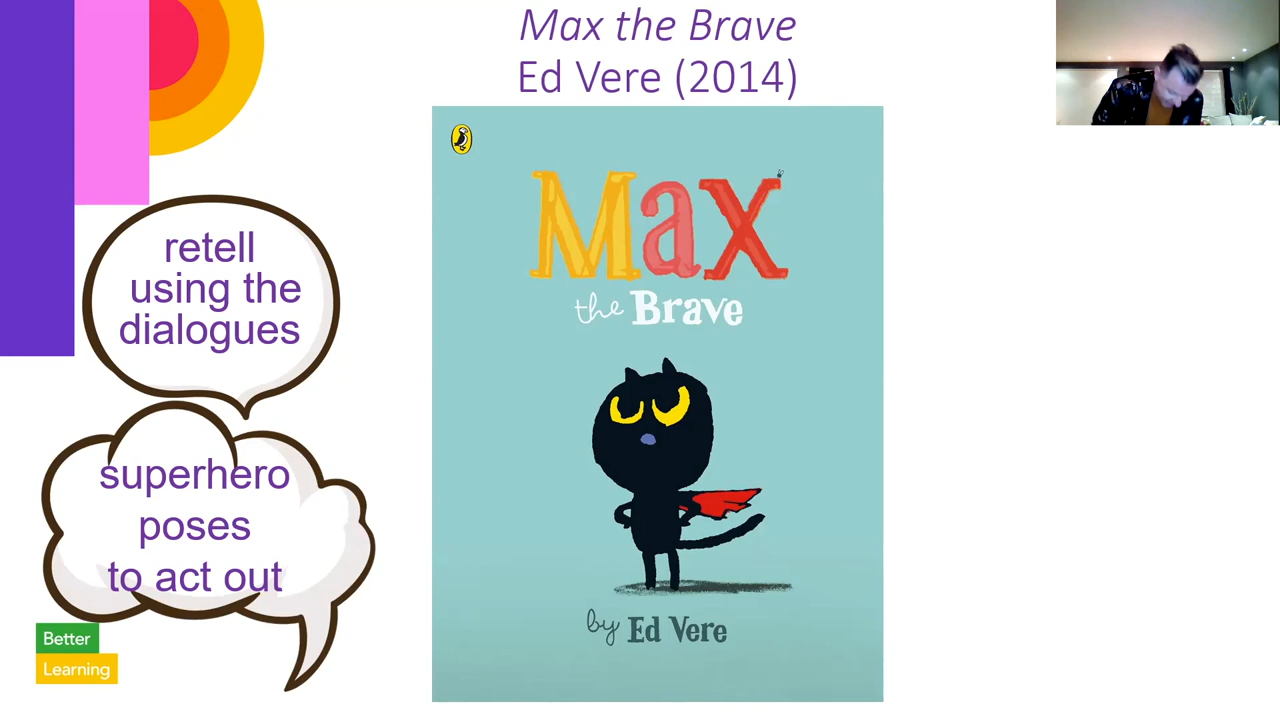 Max the Brave
Ed Vere (2014)
retell
using the
dialogues
superhero
poses
to act out
Better
Learning
Max
the Brave
by Ed Vere